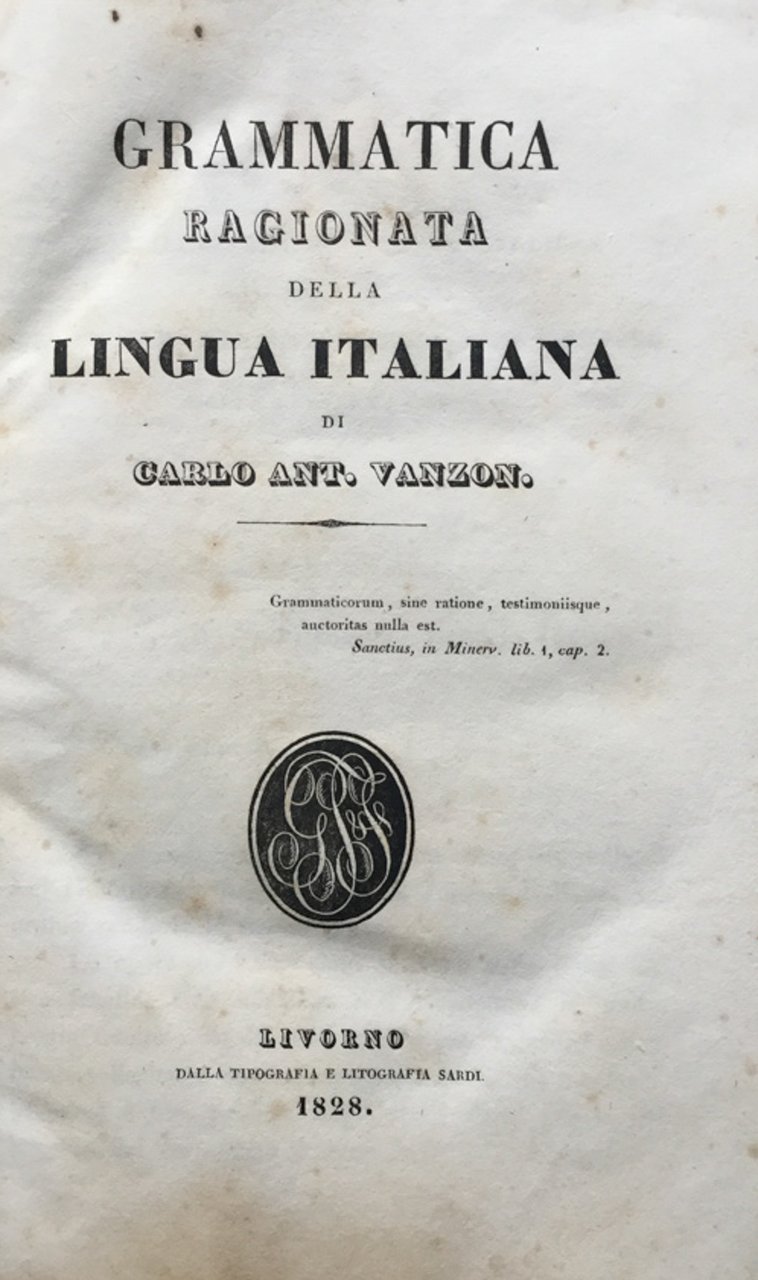 GRAMMATICA
RAGIONATA
DELLA
LINGUA ITALIANA
DI
CARLO ANT. VANZON.
Grammaticorum, sine ratione, testimoniisque,
auctoritas nulla est.
Sanctius, in Minerv. lib. 1, cap. 2.
LIVORNO
DALLA TIPOGRAFIA E LITOGRAFIA SARDI.
1828.